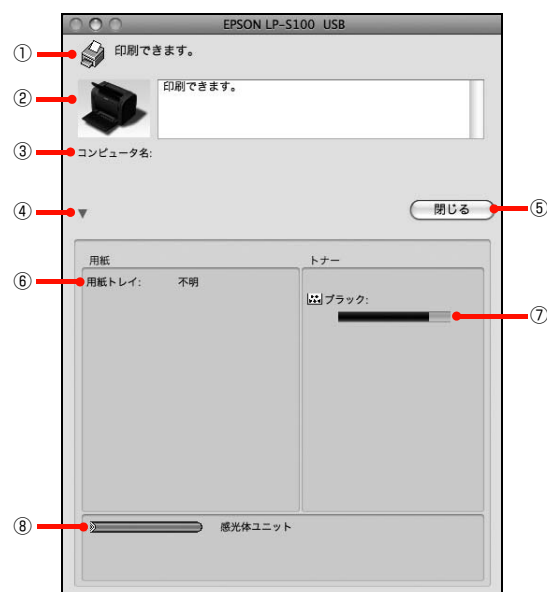 EPSON LP-S100 USB
① 印刷できます。
② 印刷できます。
③ コンピュータ名:
④
閉じる ⑤
用紙
トナー
⑥ 用紙トレイ: 不明
ブラック:
⑦
⑧ 感光体ユニット